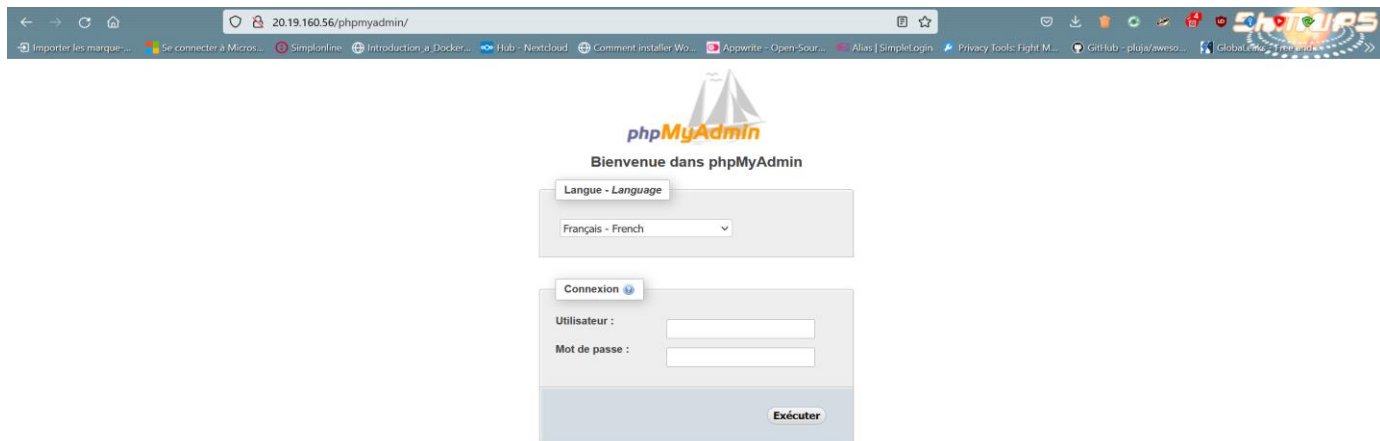 20.19.160.56/phpmyadmin/
Importer les marque-... Se connecter à Micros... Simplonline Introduction_a_Docker... Hub - Nextcloud Comment installer Wo... Appwrite - Open-Sour... Alias | SimpleLogin Privacy Tools: Fight M... GitHub - pluja/aweso...
phpMyAdmin
Bienvenue dans phpMyAdmin
Langue - Language
Français - French
Connexion
Utilisateur :
Mot de passe :
Exécuter